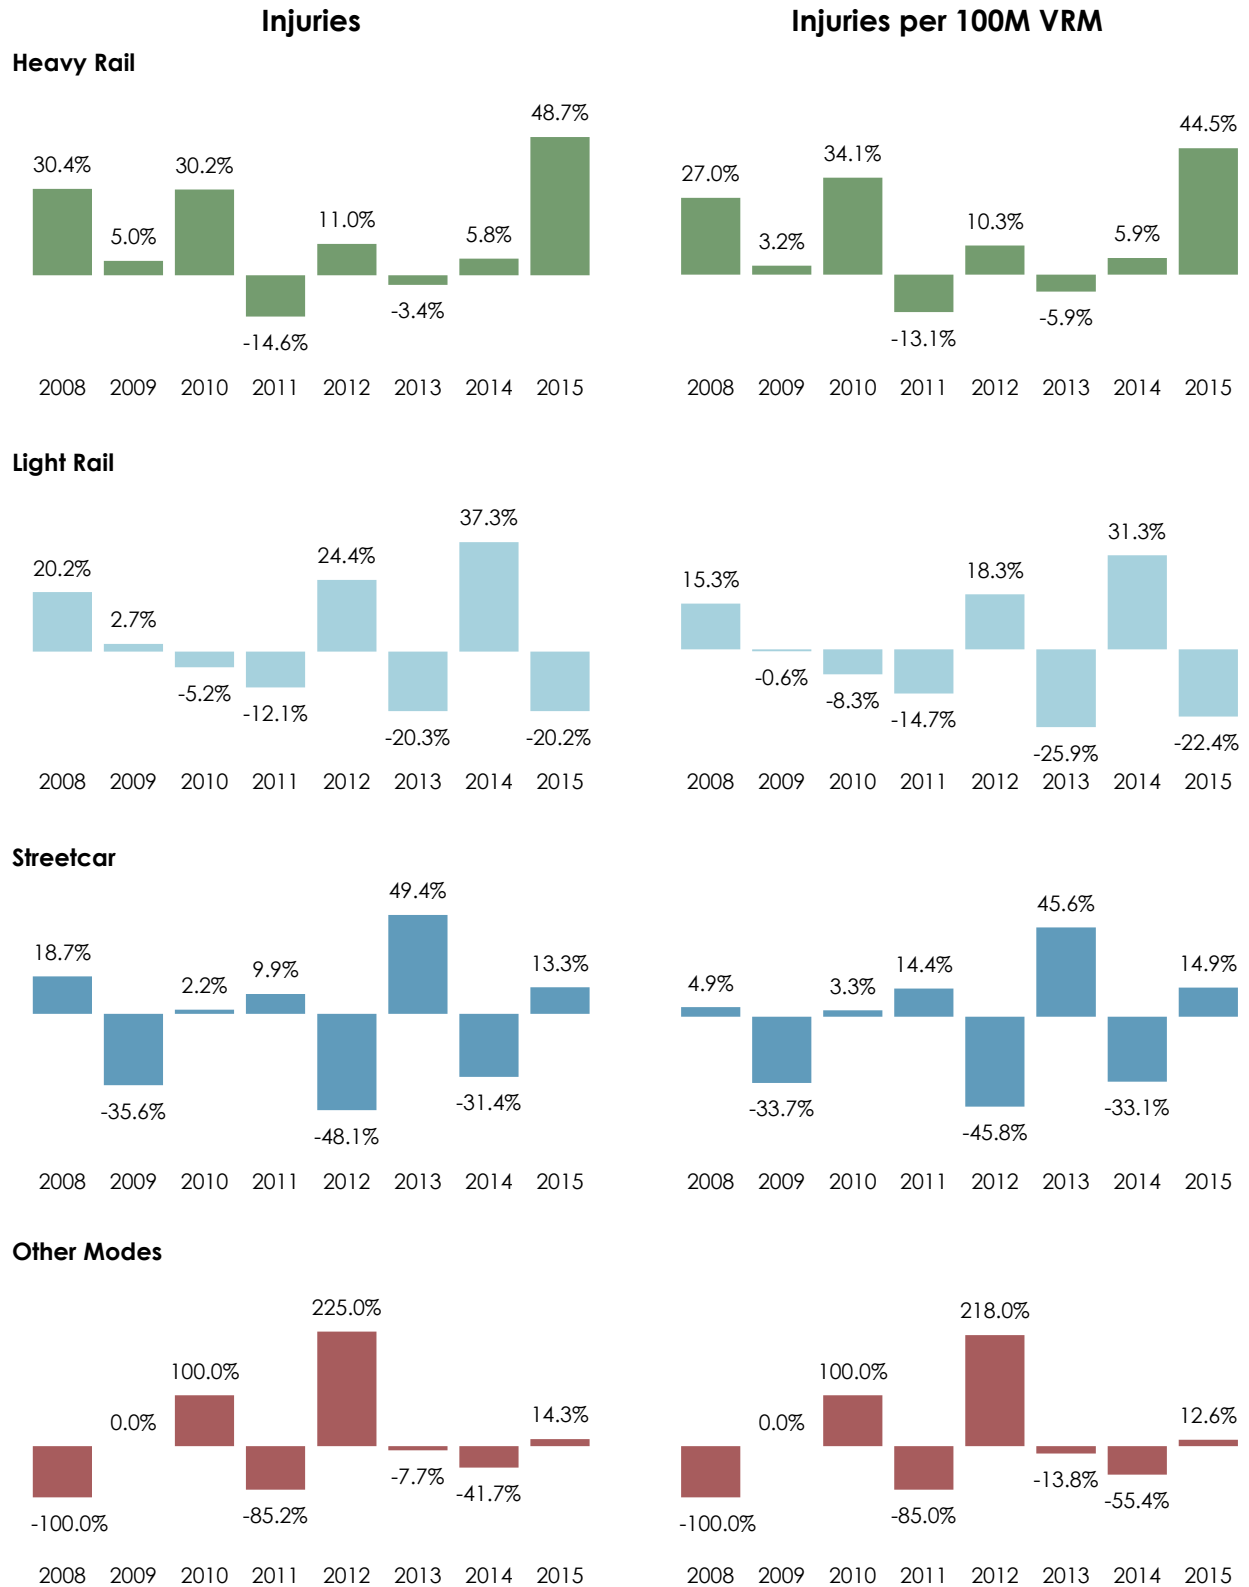 Injuries
Injuries per 100M VRM
Heavy Rail
30.4% 5.0% 30.2% -14.6% 11.0% -3.4% 5.8% 48.7%
2008 2009 2010 2011 2012 2013 2014 2015
27.0% 3.2% 34.1% -13.1% 10.3% -5.9% 5.9% 44.5%
2008 2009 2010 2011 2012 2013 2014 2015
Light Rail
20.2% 2.7% -5.2% -12.1% 24.4% -20.3% 37.3% -20.2%
2008 2009 2010 2011 2012 2013 2014 2015
15.3% -0.6% -8.3% -14.7% 18.3% -25.9% 31.3% -22.4%
2008 2009 2010 2011 2012 2013 2014 2015
Streetcar
18.7% -35.6% 2.2% 9.9% -48.1% 49.4% -31.4% 13.3%
2008 2009 2010 2011 2012 2013 2014 2015
4.9% -33.7% 3.3% 14.4% -45.8% 45.6% -33.1% 14.9%
2008 2009 2010 2011 2012 2013 2014 2015
Other Modes
-100.0% 0.0% 100.0% -85.2% 225.0% -7.7% -41.7% 14.3%
2008 2009 2010 2011 2012 2013 2014 2015
-100.0% 0.0% 100.0% -85.0% 218.0% -13.8% -55.4% 12.6%
2008 2009 2010 2011 2012 2013 2014 2015